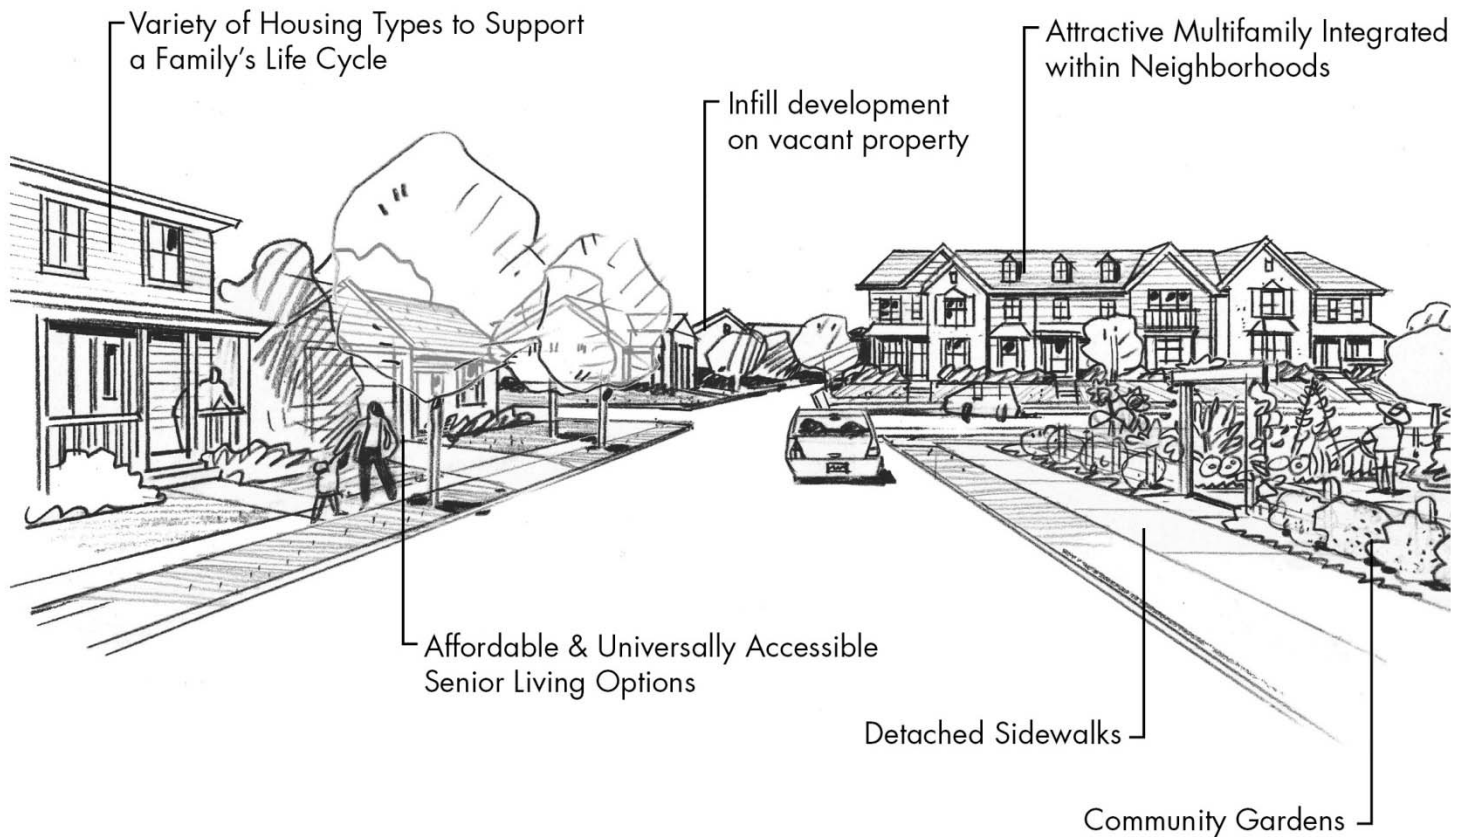 Variety of Housing Types to Support
a Family's Life Cycle
Attractive Multifamily Integrated
within Neighborhoods
Infill development
on vacant property
Affordable & Universally Accessible
Senior Living Options
Detached Sidewalks
Community Gardens